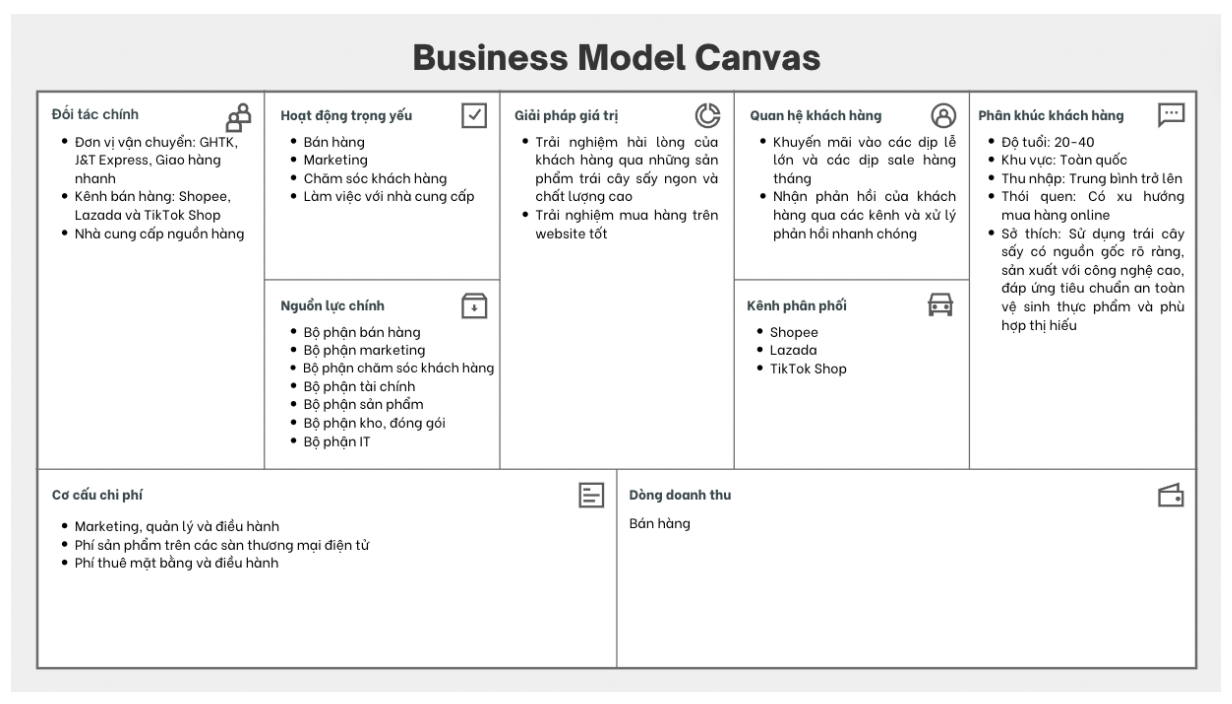 Business Model Canvas
Đối tác chính
Đơn vị vận chuyển: GHTK,
J&T Express, Giao hàng
nhanh
Kênh bán hàng: Shopee,
Lazada và TikTok Shop
Nhà cung cấp nguồn hàng
Hoạt động trọng yếu
Bán hàng
Marketing
Chăm sóc khách hàng
Làm việc với nhà cung cấp
Nguồn lực chính
Bộ phận bán hàng
Bộ phận marketing
Bộ phận chăm sóc khách hàng
Bộ phận tài chính
Bộ phận sản phẩm
Bộ phận kho, đóng gói
Bộ phận IT
Giải pháp giá trị
Trải nghiệm hài lòng của
khách hàng qua những sản
phẩm trái cây sấy ngon và
chất lượng cao
Trải nghiệm mua hàng trên
website tốt
Quan hệ khách hàng
Khuyến mãi vào các dịp lễ
lớn và các dịp sale hàng
tháng
Nhận phản hồi của khách
hàng qua các kênh và xử lý
phản hồi nhanh chóng
Kênh phân phối
Shopee
Lazada
TikTok Shop
Phân khúc khách hàng
Độ tuổi: 20-40
Khu vực: Toàn quốc
Thu nhập: Trung bình trở lên
Thói quen: Có xu hướng
mua hàng online
Sở thích: Sử dụng trái cây
sấy có nguồn gốc rõ ràng,
sản xuất với công nghệ cao,
đáp ứng tiêu chuẩn an toàn
vệ sinh thực phẩm và phù
hợp thị hiếu
Cơ cấu chi phí
Marketing, quản lý và điều hành
Phí sản phẩm trên các sàn thương mại điện tử
Phí thuê mặt bằng và điều hành
Dòng doanh thu
Bán hàng